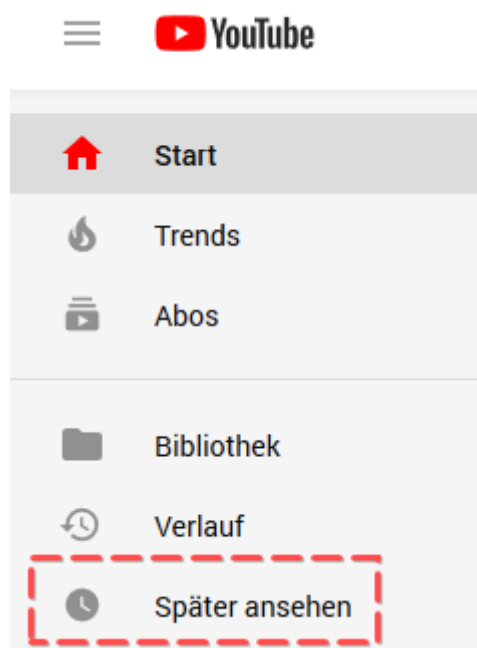 YouTube
Start
Trends
Abos
Bibliothek
Verlauf
Später ansehen